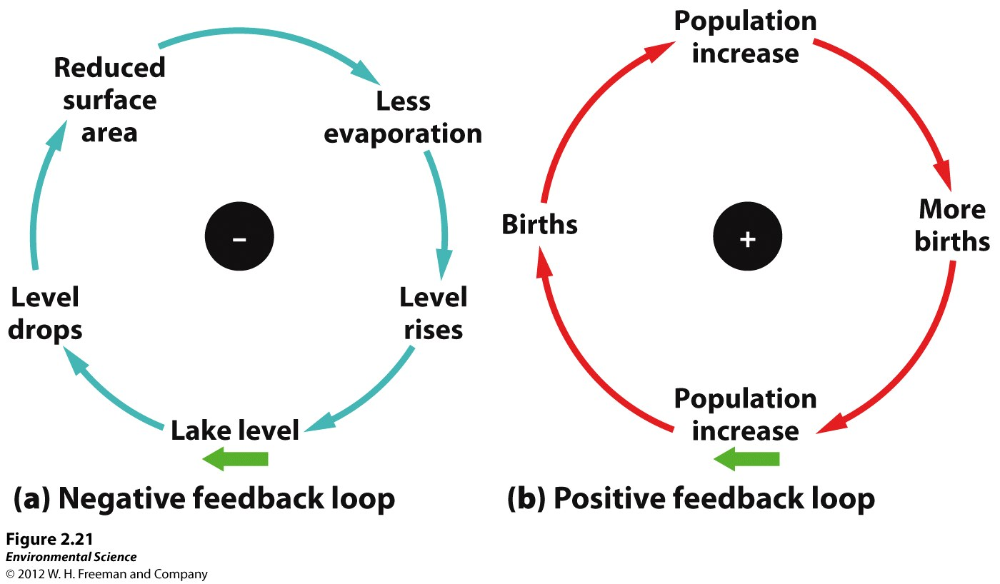 Reduced
surface
area
Less
evaporation
Level
rises
Lake level
Level
drops
–
(a) Negative feedback loop
Population
increase
More
births
Population
increase
Births
+
(b) Positive feedback loop
Figure 2.21
Environmental Science
© 2012 W. H. Freeman and Company